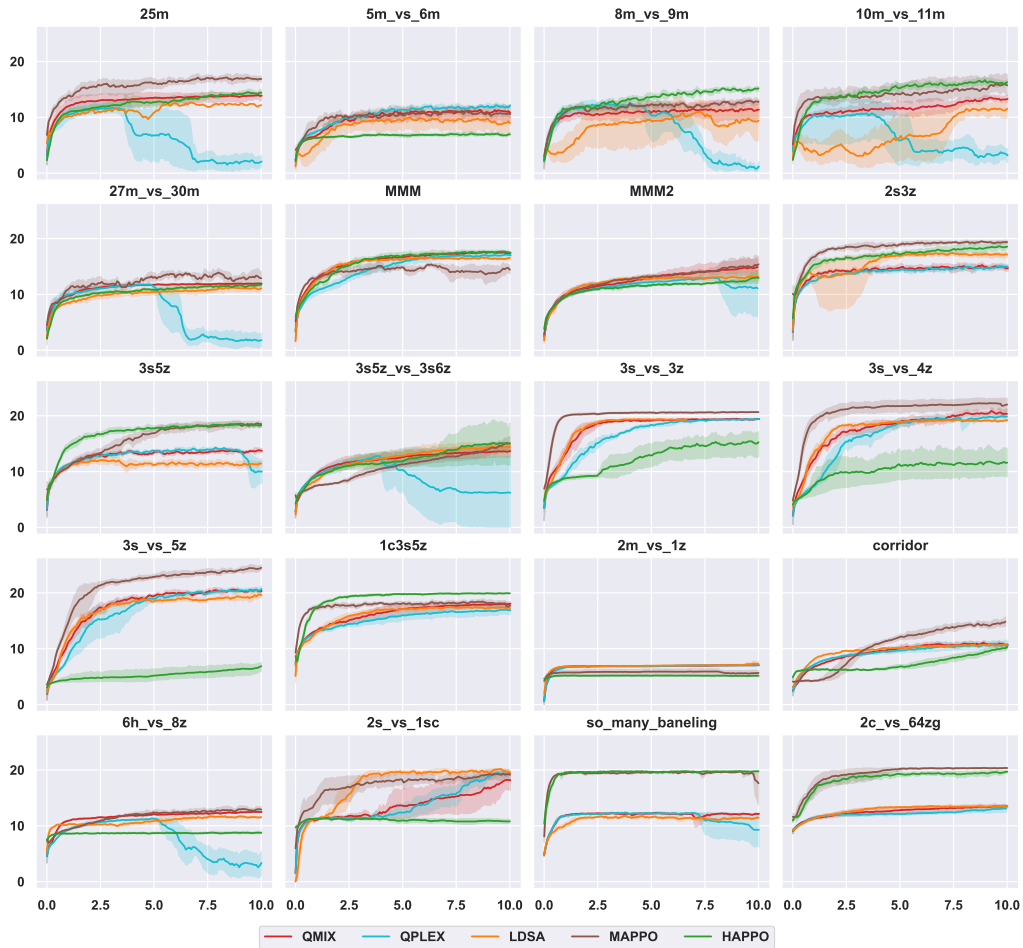 25m 5m_vs_6m 8m_vs_9m 10m_vs_11m
20
10
0
27m_vs_30m MMM MMM2 2s3z
20
10
0
3s5z 3s5z_vs_3s6z 3s_vs_3z 3s_vs_4z
20
10
0
3s_vs_5z 1c3s5z 2m_vs_1z corridor
20
10
0
6h_vs_8z 2s_vs_1sc so_many_baneling 2c_vs_64zg
20
10
0
0.0 2.5 5.0 7.5 10.0 0.0 2.5 5.0 7.5 10.0 0.0 2.5 5.0 7.5 10.0 0.0 2.5 5.0 7.5 10.0
QMIX QPLEX LDSA MAPPO HAPPO